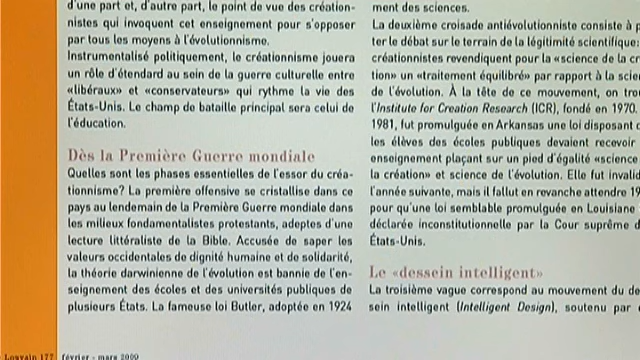 d'une part et, d'autre part, le point de vue des création-
nistes qui invoquent cet enseignement pour s'opposer
par tous les moyens à l'évolutionnisme.
Instrumentalisé politiquement, le créationnisme jouera
un rôle d'étendard au sein de la guerre culturelle entre
«libéraux» et «conservateurs» qui rythme la vie des
États-Unis. Le champ de bataille principal sera celui de
l'éducation.
Dès la Première Guerre mondiale
Quelles sont les phases essentielles de l'essor du créa-
tionnisme? La première offensive se cristallise dans ce
pays au lendemain de la Première Guerre mondiale dans
les milieux fondamentalistes protestants, adeptes d'une
lecture littéraliste de la Bible. Accusée de saper les
valeurs occidentales de dignité humaine et de solidarité,
la théorie darwinienne de l'évolution est bannie de l'en-
seignement des écoles et des universités publiques de
plusieurs États. La fameuse loi Butler, adoptée en 1924
ment des sciences.
La deuxième croisade antiévolutionniste consiste à
ter le débat sur le terrain de la légitimité scientifique:
créationnistes revendiquent pour la «science de la cr
tion» un «traitement équilibré» par rapport à la scie
de l'évolution. À la tête de ce mouvement, on tro
l'Institute for Creation Research (ICR), fondé en 1970.
1981, fut promulguée en Arkansas une loi disposant
les élèves des écoles publiques devaient recevoir
enseignement plaçant sur un pied d'égalité «science
la création» et science de l'évolution. Elle fut invalid
l'année suivante, mais il fallut en revanche attendre 19
pour qu'une loi semblable promulguée en Louisiane
déclarée inconstitutionnelle par la Cour suprême d
États-Unis.
Le «dessein intelligent»
La troisième vague correspond au mouvement du de
sein intelligent (Intelligent Design), soutenu par
Louvain 177 février - mars 2009